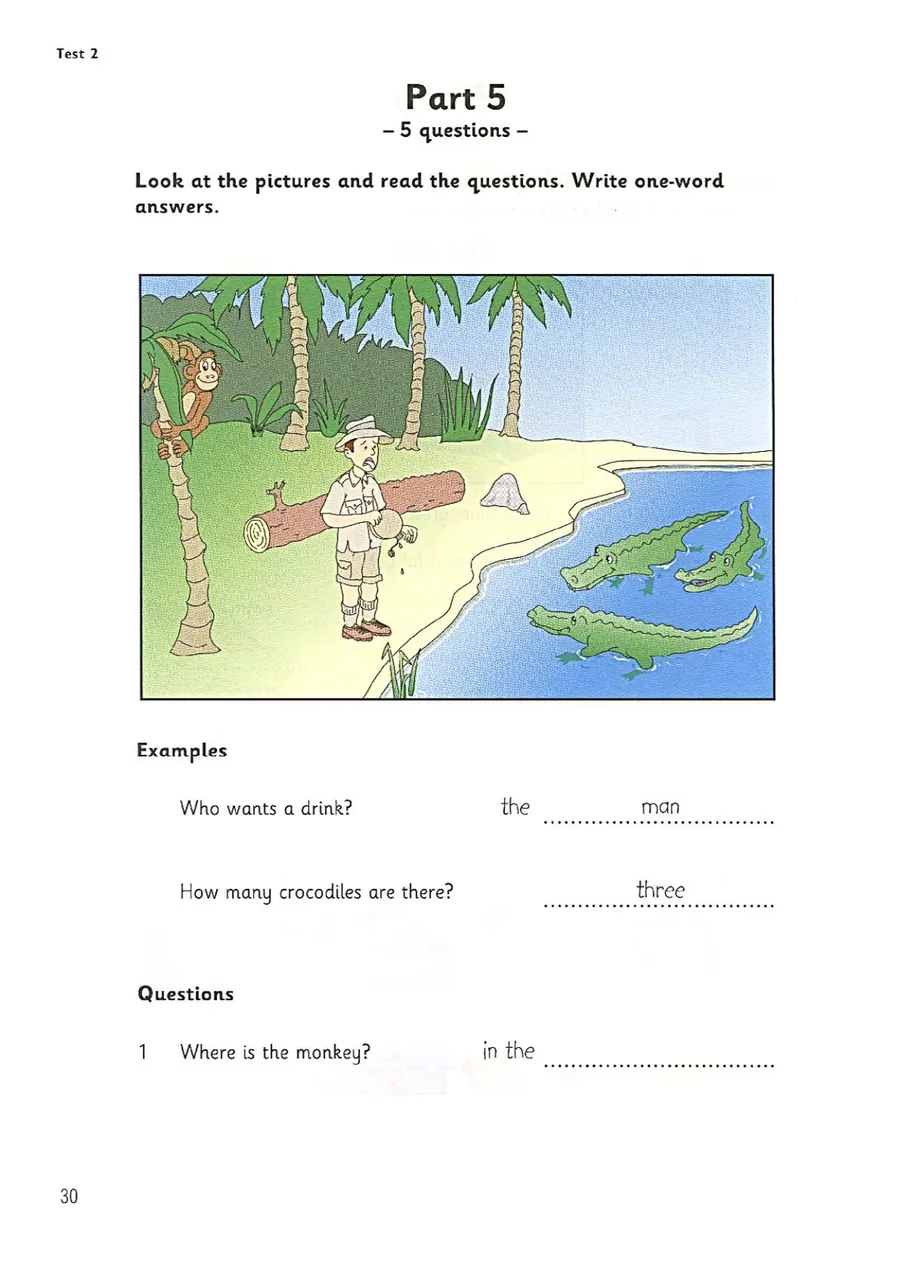 Test 2
Part 5
– 5 questions –
Look at the pictures and read the questions. Write one-word
answers.
Examples
Who wants a drink? the man
How many crocodiles are there? three
Questions
1 Where is the monkey? in the
30